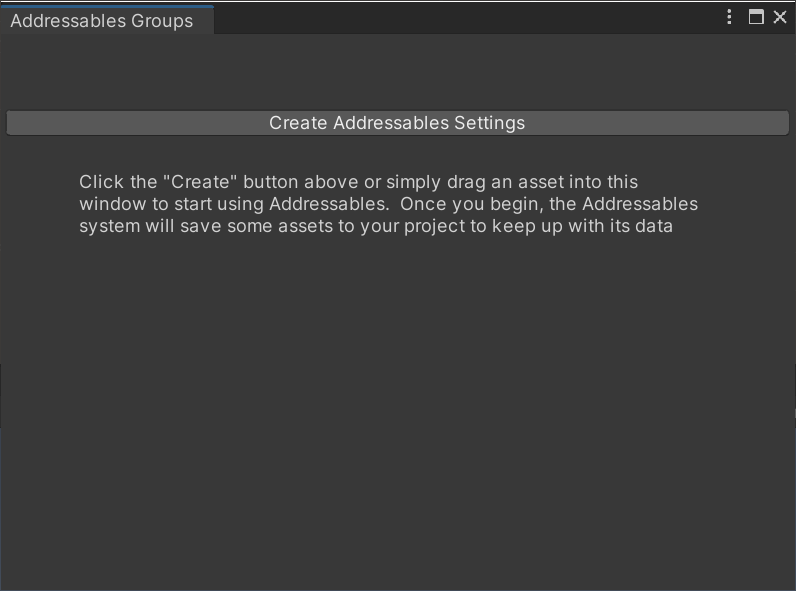 Addressables Groups
Create Addressables Settings
Click the "Create" button above or simply drag an asset into this
window to start using Addressables.  Once you begin, the Addressables
system will save some assets to your project to keep up with its data